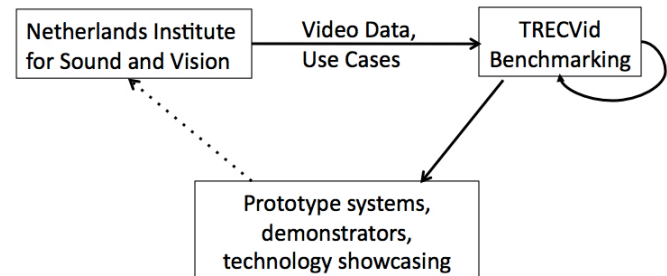 Netherlands Institute
for Sound and Vision
Video Data,
Use Cases
TRECVid
Benchmarking
Prototype systems,
demonstrators,
technology showcasing